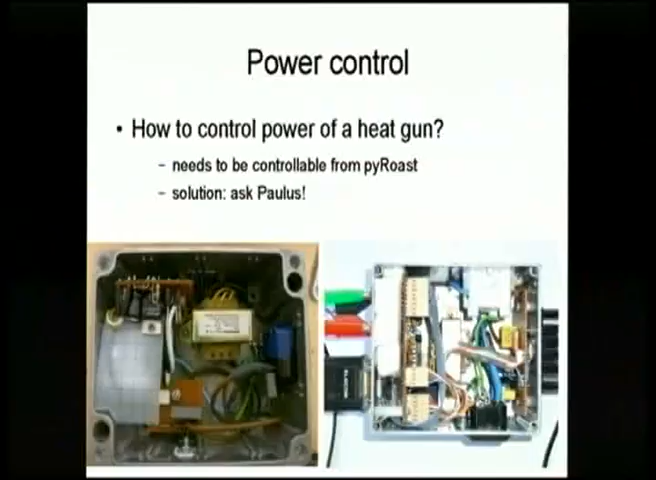 Power control
• How to control power of a heat gun?
– needs to be controllable from pyRoast
– solution: ask Paulus!